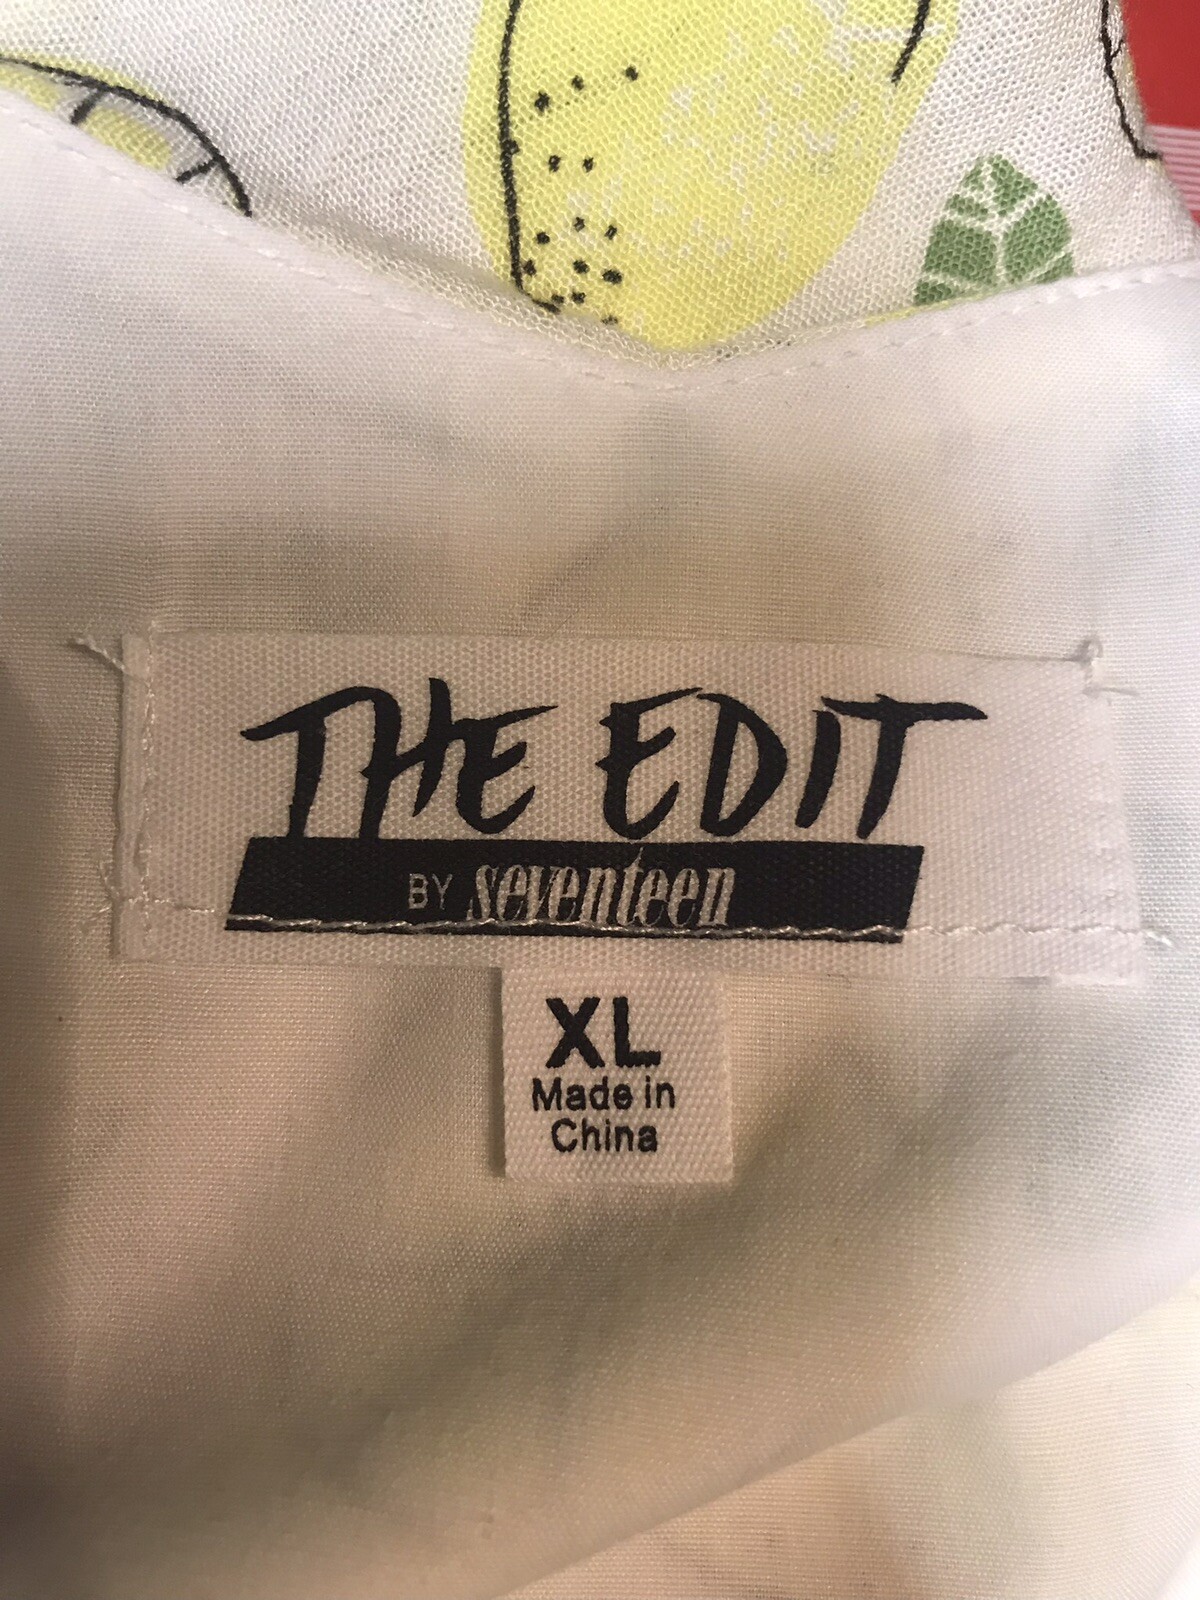 THE EDIT
BY seventeen
XL
Made in
China